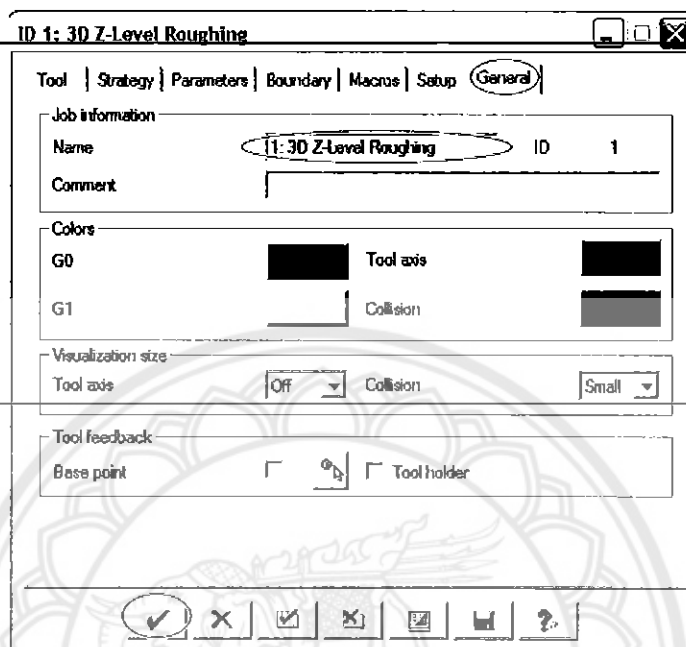 ID 1: 3D Z-Level Roughing
Tool | Strategy | Parameters | Boundary | Macros | Setup General
Job information
Name 1: 3D Z-Level Roughing ID 1
Comment
Colors
G0 Tool axis
G1 Collision
Visualization size
Tool axis Off Collision Small
Tool feedback
Base point Tool holder